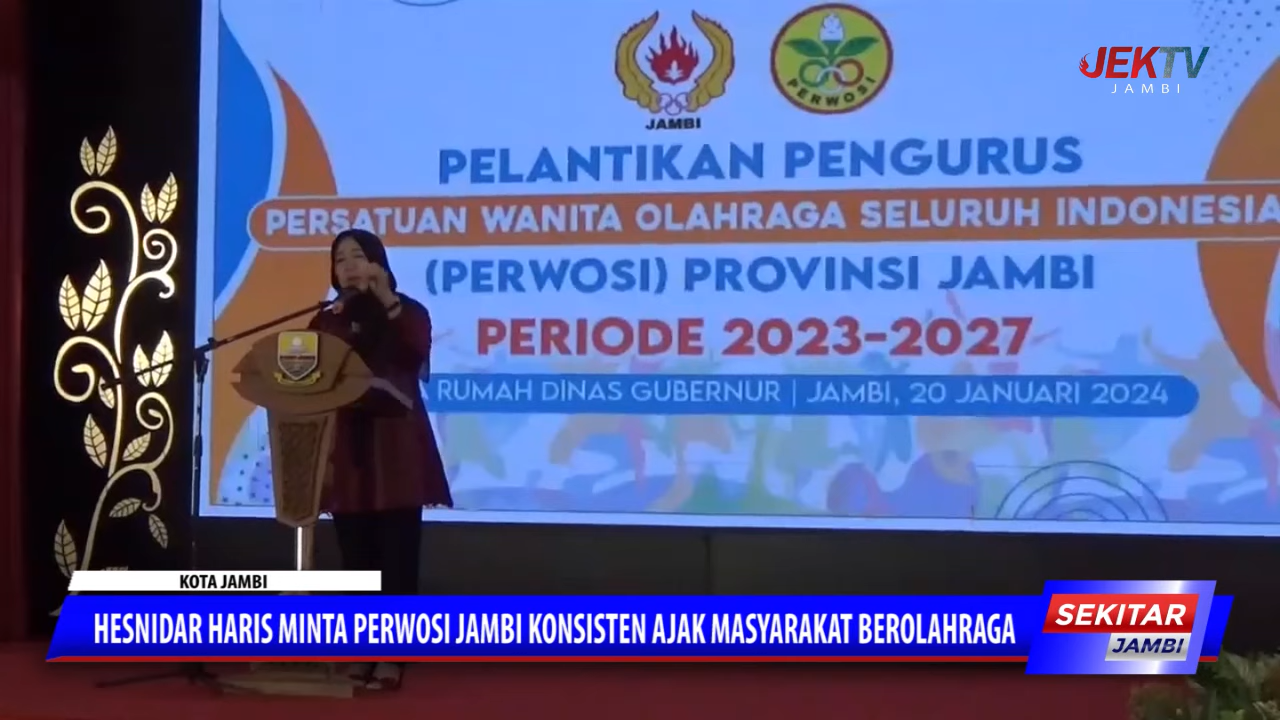 JEKTV
JAMBI
JAMBI
PERWOSI
PELANTIKAN PENGURUS
PERSATUAN WANITA OLAHRAGA SELURUH INDONESIA
(PERWOSI) PROVINSI JAMBI
PERIODE 2023-2027
RUMAH DINAS GUBERNUR | JAMBI, 20 JANUARI 2024
KOTA JAMBI
HESNIDAR HARIS MINTA PERWOSI JAMBI KONSISTEN AJAK MASYARAKAT BEROLAHRAGA
SEKITAR
JAMBI